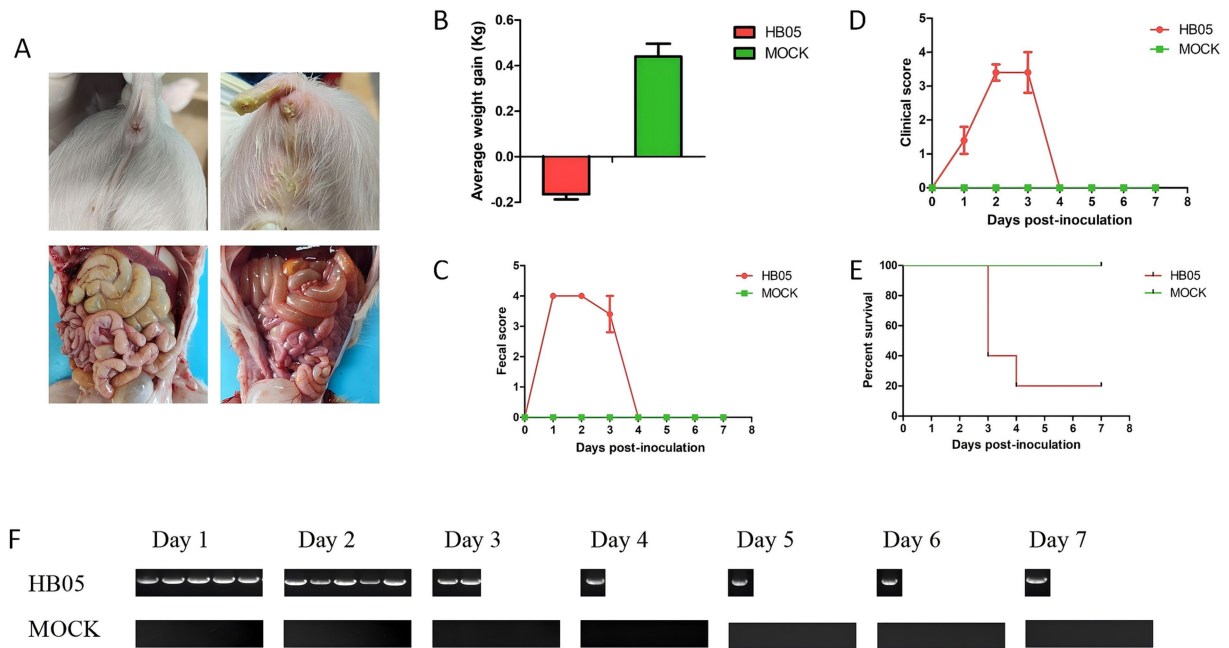 A
B
Average weight gain (Kg)
0.6
0.4
0.2
0.0
-0.2
HB05
MOCK
C
Fecal score
5
4
3
2
1
0
0 1 2 3 4 5 6 7 8
Days post-inoculation
HB05
MOCK
D
Clinical score
5
4
3
2
1
0
0 1 2 3 4 5 6 7 8
Days post-inoculation
HB05
MOCK
E
Percent survival
100
80
60
40
20
0
0 1 2 3 4 5 6 7 8
Days post-inoculation
HB05
MOCK
F
Day 1 Day 2 Day 3 Day 4 Day 5 Day 6 Day 7
HB05
MOCK